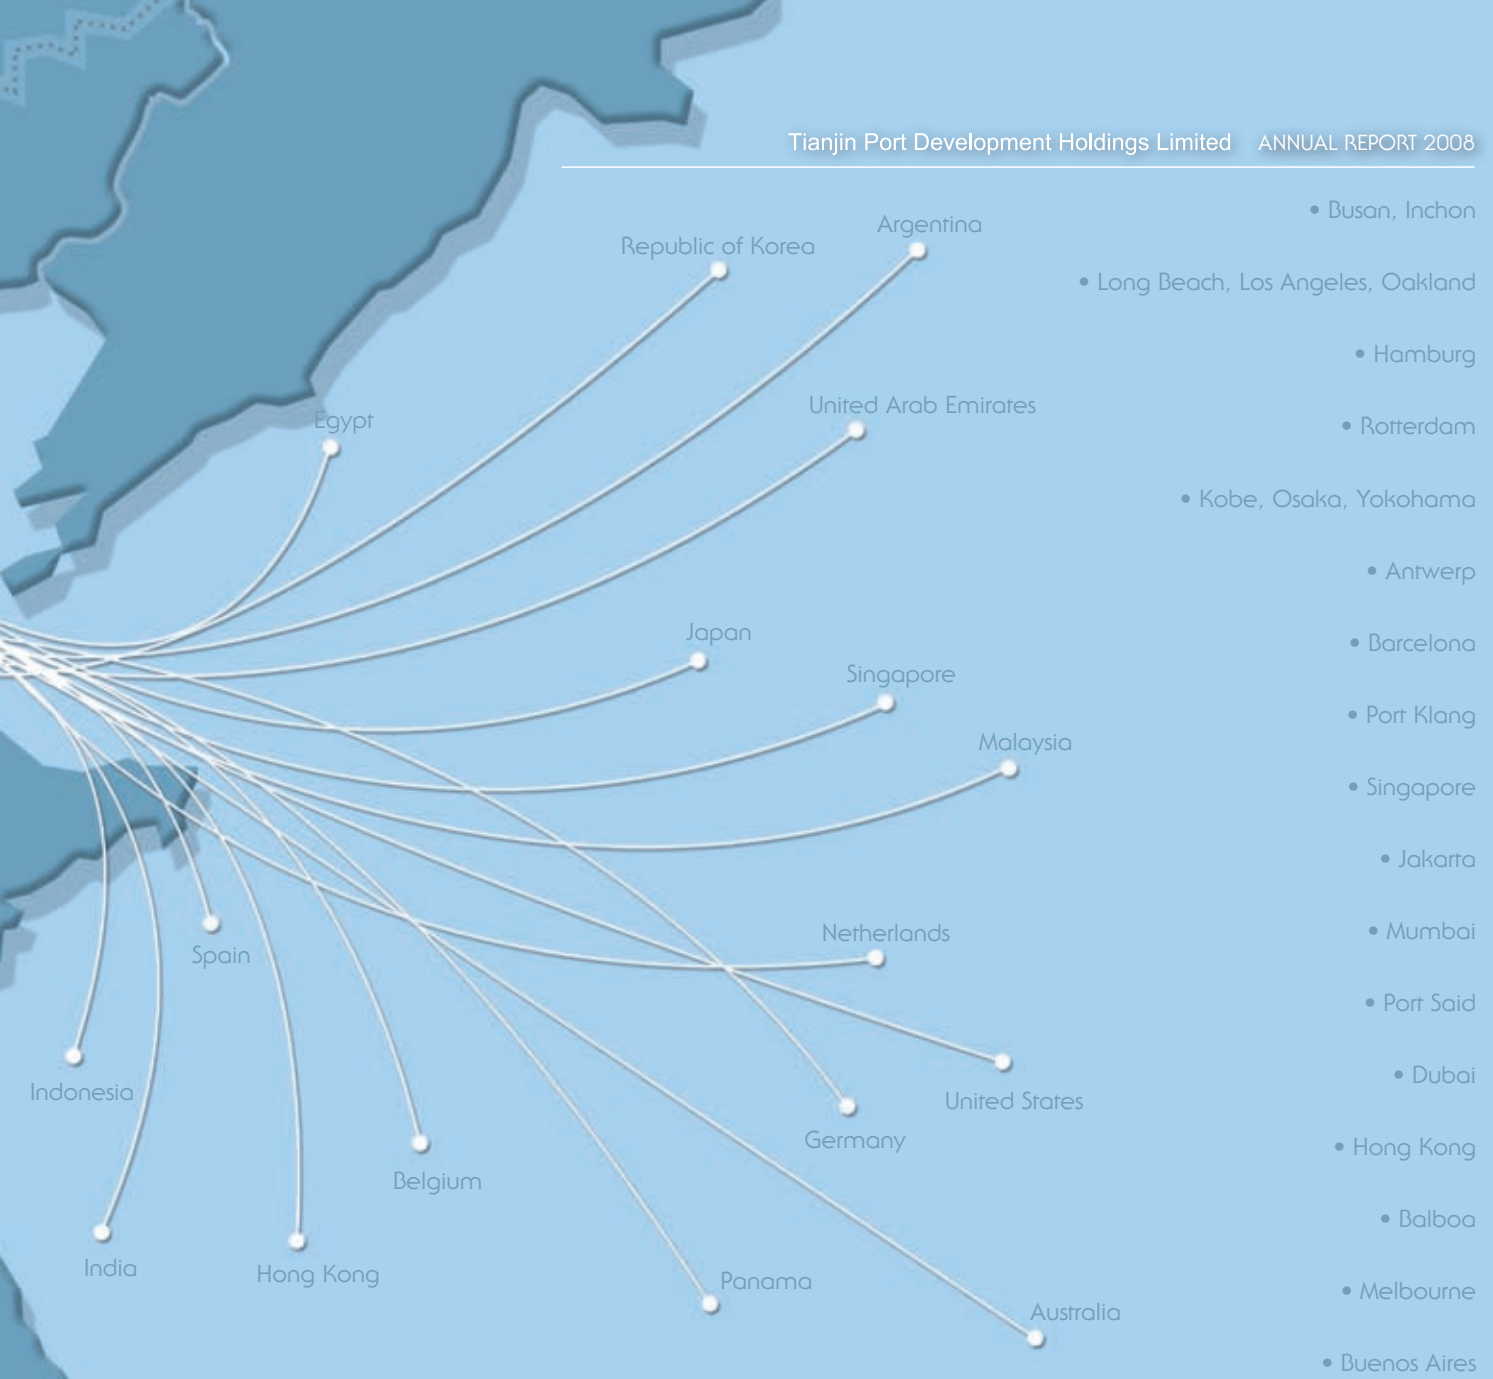 Tianjin Port Development Holdings Limited ANNUAL REPORT 2008
• Busan, Inchon
Argentina
Republic of Korea
• Long Beach, Los Angeles, Oakland
• Hamburg
United Arab Emirates
Egypt
• Rotterdam
• Kobe, Osaka, Yokohama
• Antwerp
Japan
• Barcelona
Singapore
• Port Klang
Malaysia
• Singapore
• Jakarta
Netherlands
• Mumbai
Spain
• Port Said
• Dubai
Indonesia
United States
Germany
• Hong Kong
Belgium
• Balboa
India
Hong Kong
Panama
• Melbourne
Australia
• Buenos Aires